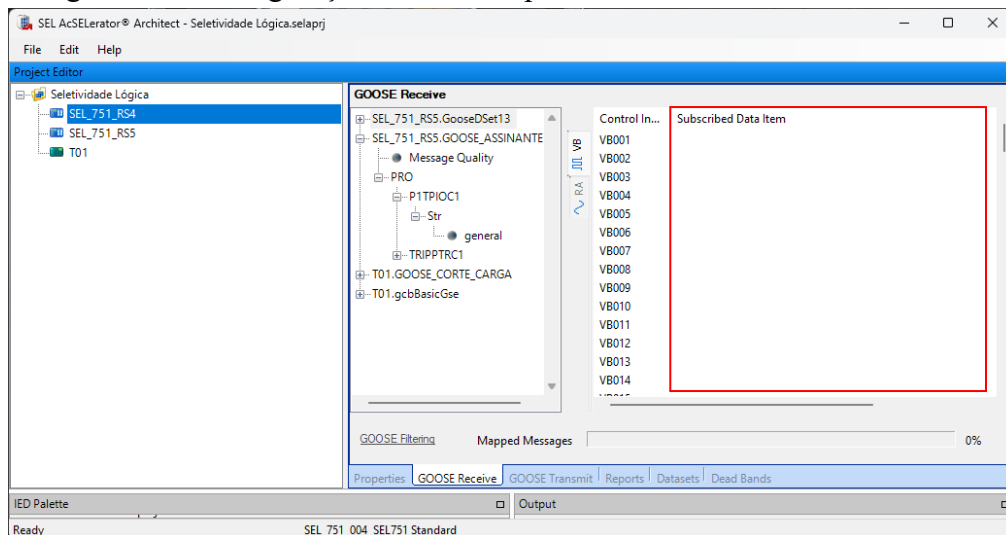 SEL AcSELerator® Architect - Seletividade Lógica.selaprj
File Edit Help
Project Editor
Seletividade Lógica
SEL_751_RS4
SEL_751_RS5
T01
GOOSE Receive
SEL_751_RS5.GooseDSet13
SEL_751_RS5.GOOSE_ASSINANTE
Message Quality
PRO
P1TPIOC1
Str
general
TRIPPTRC1
T01.GOOSE_CORTE_CARGA
T01.gcbBasicGse
VB
RA
Control In... Subscribed Data Item
VB001
VB002
VB003
VB004
VB005
VB006
VB007
VB008
VB009
VB010
VB011
VB012
VB013
VB014
GOOSE Filtering Mapped Messages 0%
Properties GOOSE Receive GOOSE Transmit Reports Datasets Dead Bands
IED Palette Output
Ready SEL_751 004 SEL751 Standard